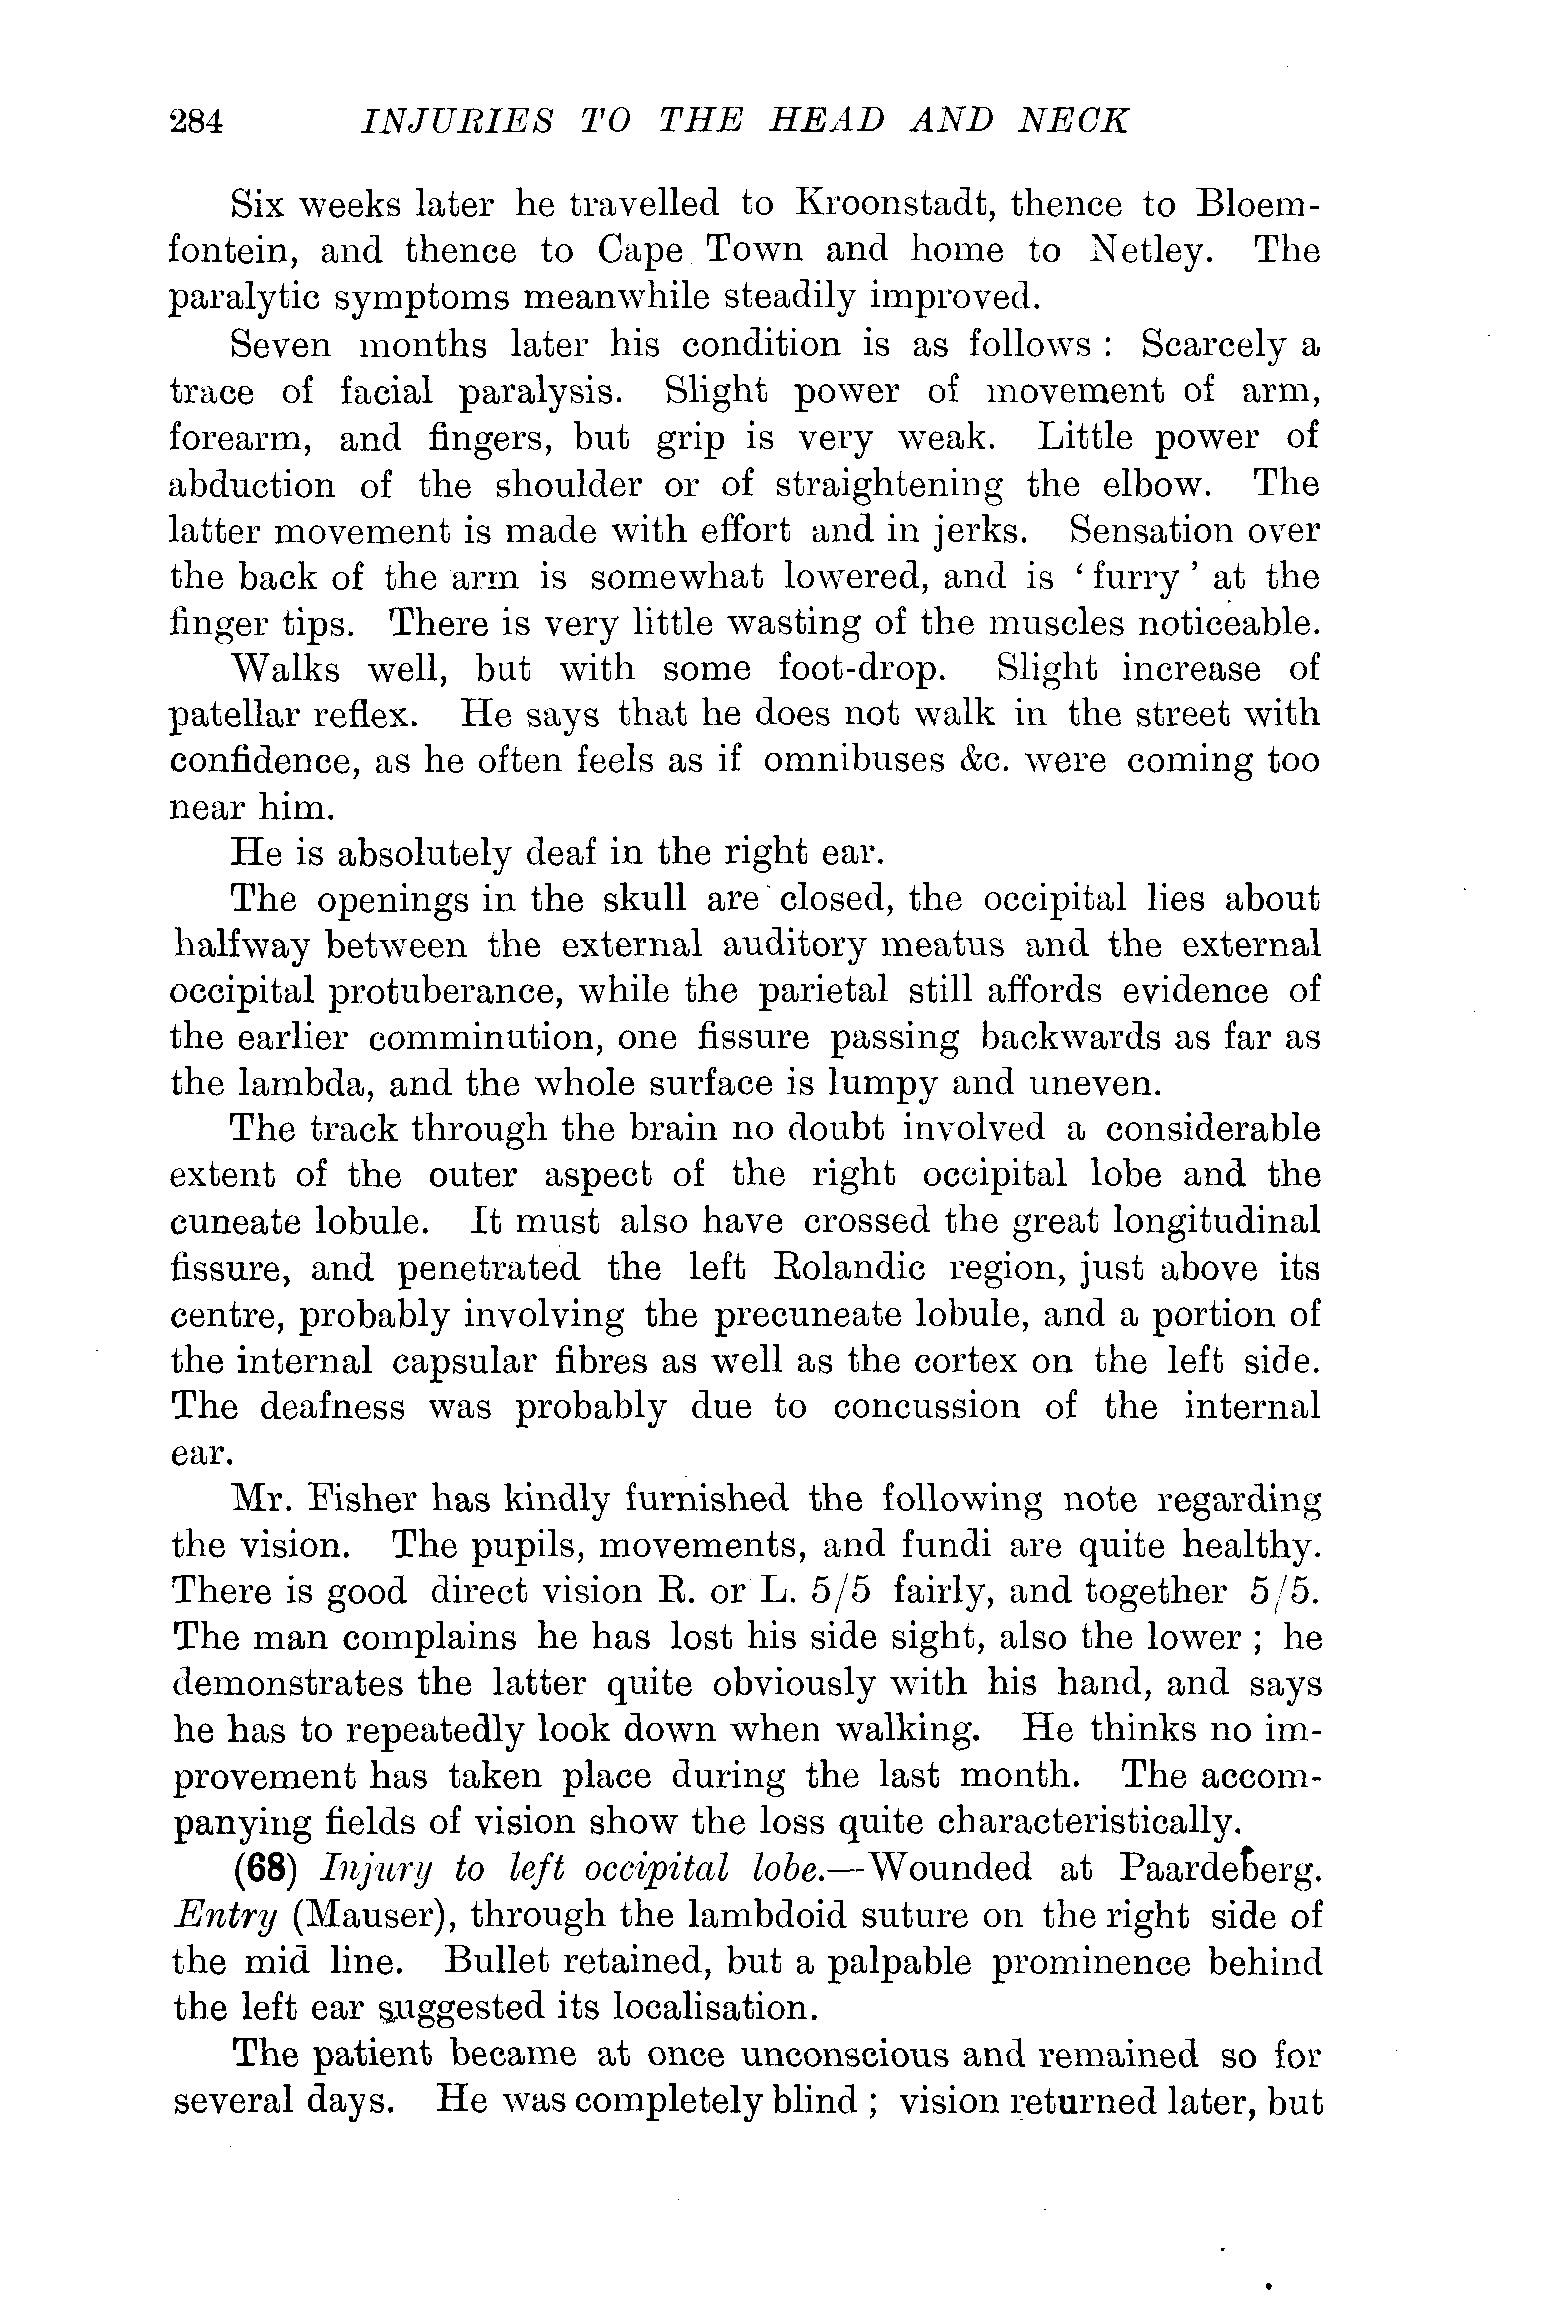 284 INJURIES TO THE HEAD AND NECK
Six weeks later he travelled to Kroonstadt, thence to Bloem-
fontein, and thence to Cape Town and home to Netley. The
paralytic symptoms meanwhile steadily improved.
Seven months later his condition is as follows : Scarcely a
trace of facial paralysis. Slight power of movement of arm,
forearm, and fingers, but grip is very weak. Little power of
abduction of the shoulder or of straightening the elbow. The
latter movement is made with effort and in jerks. Sensation over
the back of the arm is somewhat lowered, and is ‘ furry ’ at the
finger tips. There is very little wasting of the muscles noticeable.
Walks well, but with some foot-drop. Slight increase of
patellar reflex. He says that he does not walk in the street with
confidence, as he often feels as if omnibuses &c. were coming too
near him.
He is absolutely deaf in the right ear.
The openings in the skull are closed, the occipital lies about
halfway between the external auditory meatus and the external
occipital protuberance, while the parietal still affords evidence of
the earlier comminution, one fissure passing backwards as far as
the lambda, and the whole surface is lumpy and uneven.
The track through the brain no doubt involved a considerable
extent of the outer aspect of the right occipital lobe and the
cuneate lobule. It must also have crossed the great longitudinal
fissure, and penetrated the left Rolandic region, just above its
centre, probably involving the precuneate lobule, and a portion of
the internal capsular fibres as well as the cortex on the left side.
The deafness was probably due to concussion of the internal
ear.
Mr. Fisher has kindly furnished the following note regarding
the vision. The pupils, movements, and fundi are quite healthy.
There is good direct vision R. or L. 5/5 fairly, and together 5/5.
The man complains he has lost his side sight, also the lower ; he
demonstrates the latter quite obviously with his hand, and says
he has to repeatedly look down when walking. He thinks no im-
provement has taken place during the last month. The accom-
panying fields of vision show the loss quite characteristically.
(68) Injury to left occipital lobe.—Wounded at Paardeberg.
Entry (Mauser), through the lambdoid suture on the right side of
the mid line. Bullet retained, but a palpable prominence behind
the left ear suggested its localisation.
The patient became at once unconscious and remained so for
several days. He was completely blind ; vision returned later, but